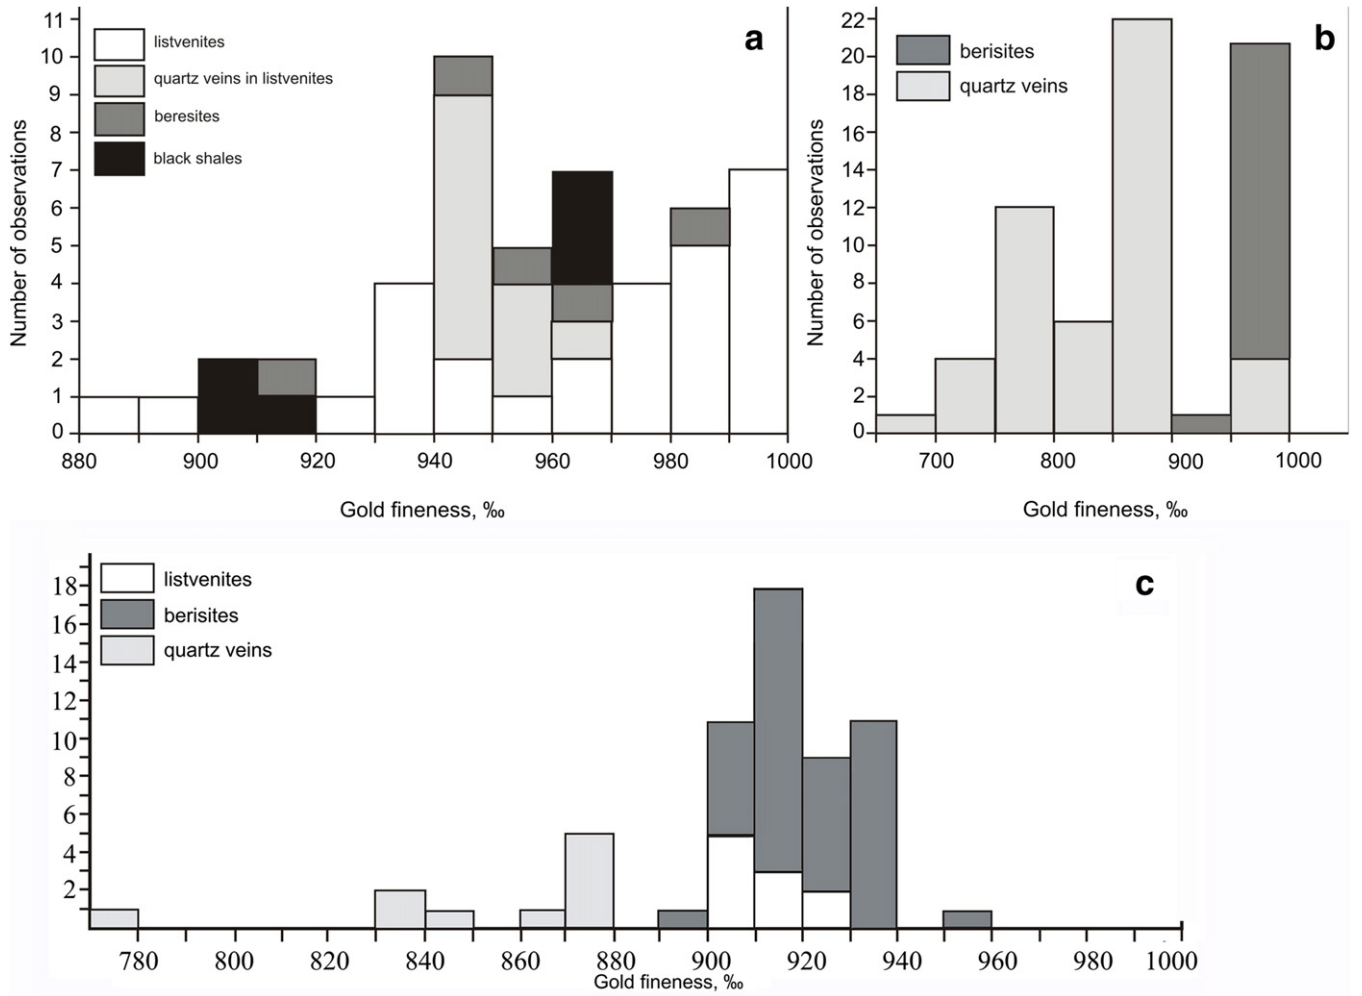 a
listvenites
quartz veins in listvenites
beresites
black shales
Number of observations
11
10
9
8
7
6
5
4
3
2
1
0
880 900 920 940 960 980 1000
Gold fineness, ‰
b
berisites
quartz veins
Number of observations
22
20
18
16
14
12
10
8
6
4
2
0
700 800 900 1000
Gold fineness, ‰
c
listvenites
berisites
quartz veins
18
16
14
12
10
8
6
4
2
780 800 820 840 860 880 900 920 940 960 980 1000
Gold fineness, ‰